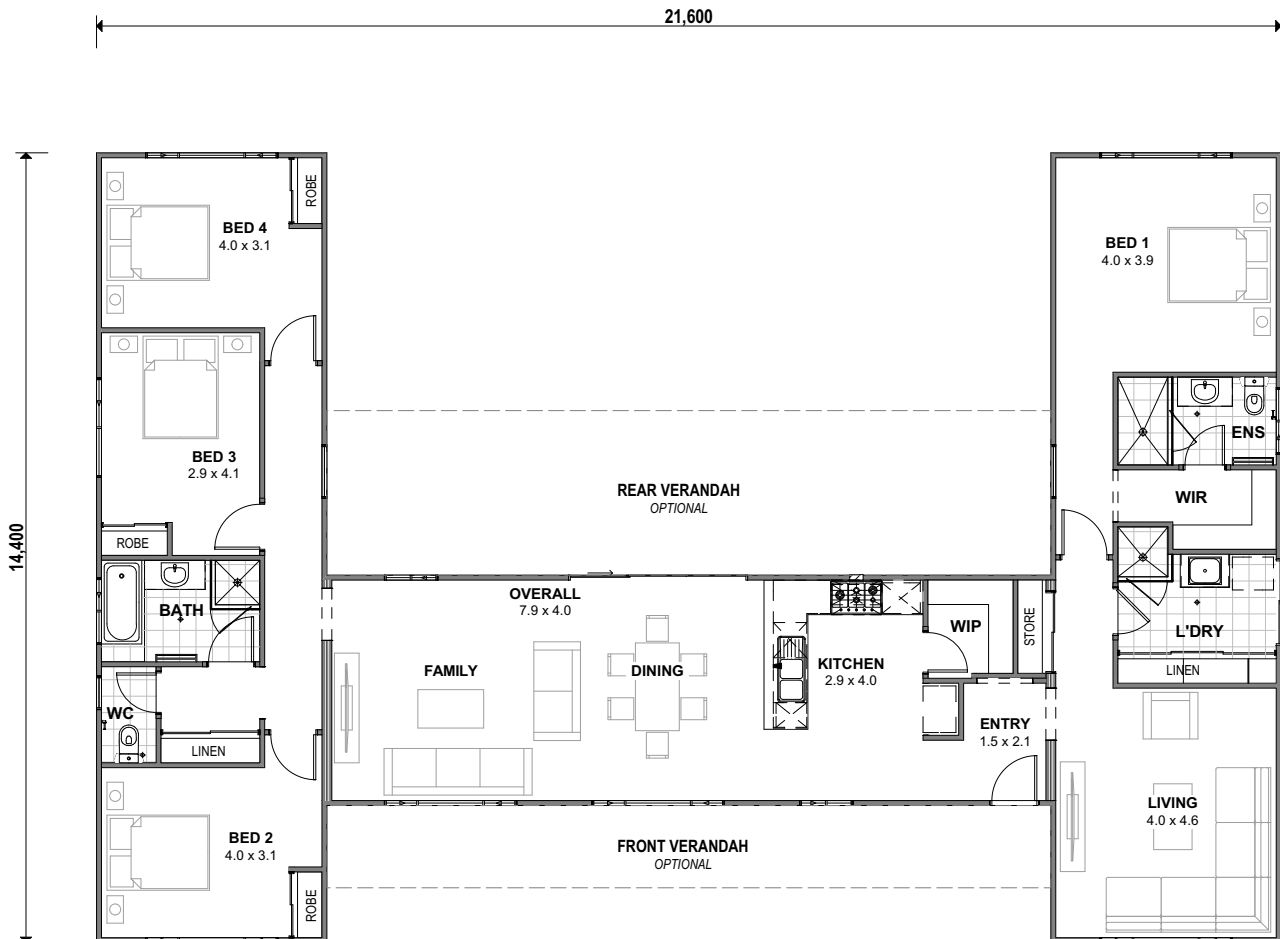 21,600
14,400
BED 4
4.0 x 3.1
ROBE
BED 1
4.0 x 3.9
BED 3
2.9 x 4.1
ROBE
ENS
WIR
REAR VERANDAH
OPTIONAL
BATH
OVERALL
7.9 x 4.0
WIP
STORE
L'DRY
LINEN
FAMILY
DINING
KITCHEN
2.9 x 4.0
WC
LINEN
ENTRY
1.5 x 2.1
BED 2
4.0 x 3.1
ROBE
FRONT VERANDAH
OPTIONAL
LIVING
4.0 x 4.6